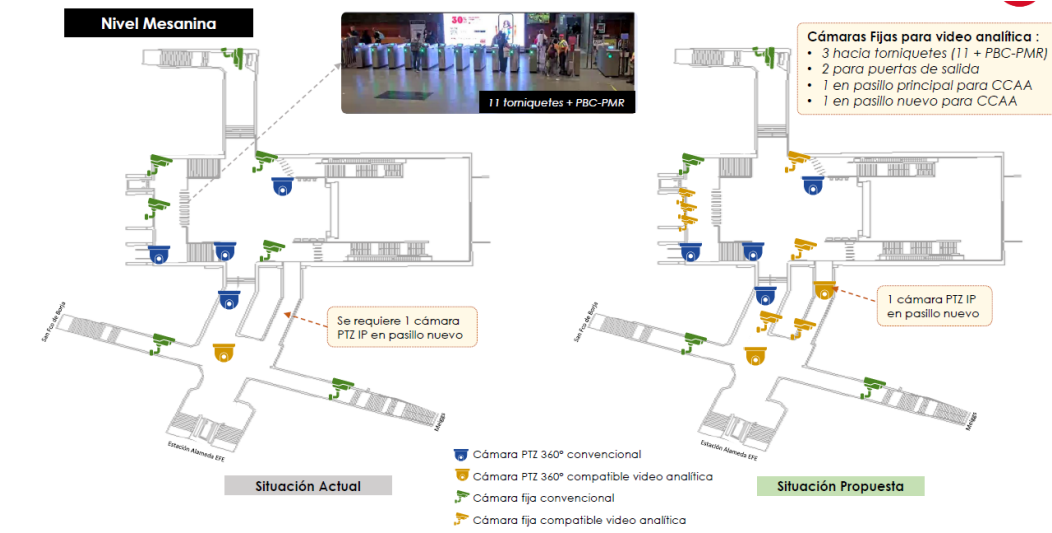 Nivel Mesanina
30%
11 torniquetes + PBC-PMR
Cámaras Fijas para video analítica :
• 3 hacia torniquetes (11 + PBC-PMR)
• 2 para puertas de salida
• 1 en pasillo principal para CCAA
• 1 en pasillo nuevo para CCAA
San Fco de Borja
Se requiere 1 cámara
PTZ IP en pasillo nuevo
Meiggs
Estación Alameda EFE
San Fco de Borja
1 cámara PTZ IP
en pasillo nuevo
Meiggs
Estación Alameda EFE
Situación Actual
Cámara PTZ 360° convencional
Cámara PTZ 360° compatible video analítica
Cámara fija convencional
Cámara fija compatible video analítica
Situación Propuesta